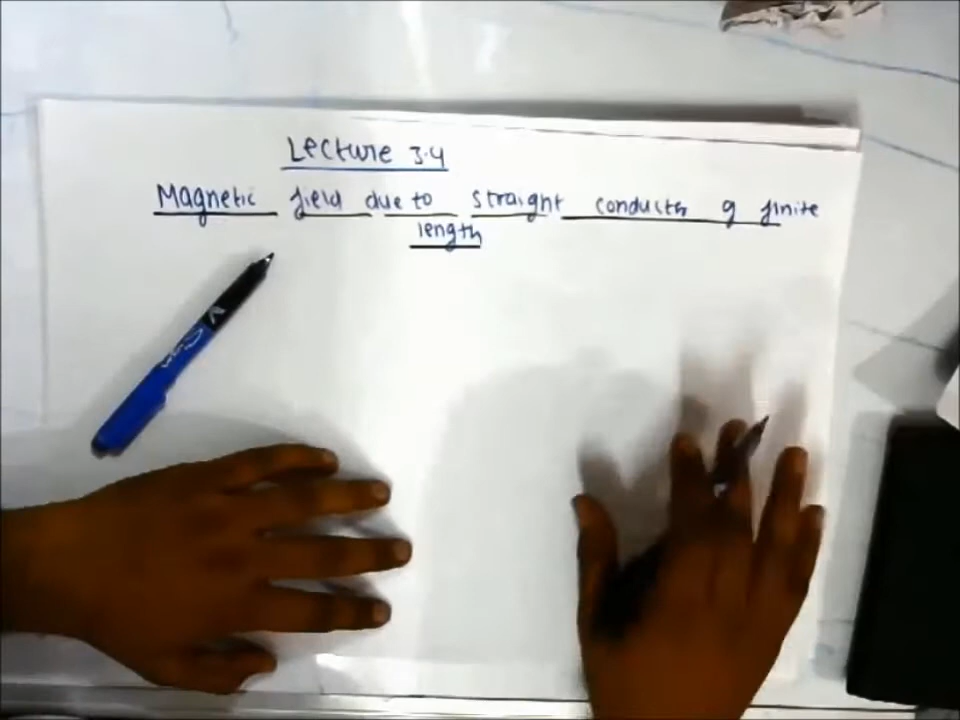 Lecture 3.4
Magnetic field due to straight conductor of finite
length